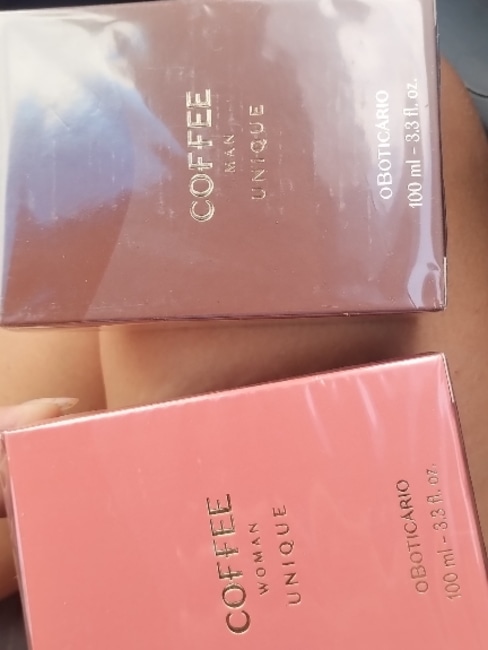 COFFEE
MAN
UNIQUE
OBOTICÁRIO
100 ml - 3.3 fl. oz.
COFFEE
WOMAN
UNIQUE
OBOTICÁRIO
100 ml - 3.3 fl. oz.